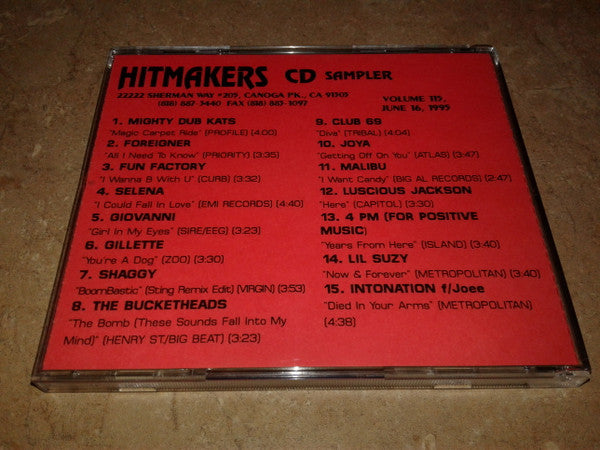 HITMAKERS CD SAMPLER
22222 SHERMAN WAY #205, CANOGA PK., CA 91303
(818) 887-3440 FAX (818) 887-1097
VOLUME 115,
JUNE 16, 1995
1. MIGHTY DUB KATS
"Magic Carpet Ride" (PROFILE) (4:00)
2. FOREIGNER
"All I Need To Know" (PRIORITY) (3:35)
3. FUN FACTORY
"I Wanna B With U" (CURB) (3:32)
4. SELENA
"I Could Fall In Love" (EMI RECORDS) (4:40)
5. GIOVANNI
"Girl In My Eyes" (SIRE/EEG) (3:23)
6. GILLETTE
"You're A Dog" (ZOO) (3:30)
7. SHAGGY
"BoomBastic" (Sting Remix Edit) (VIRGIN) (3:53)
8. THE BUCKETHEADS
"The Bomb (These Sounds Fall Into My
Mind)" (HENRY ST/BIG BEAT) (3:23)
9. CLUB 69
"Diva" (TRIBAL) (4:04)
10. JOYA
"Getting Off On You" (ATLAS) (3:47)
11. MALIBU
"I Want Candy" (BIG AL RECORDS) (2:47)
12. LUSCIOUS JACKSON
"Here" (CAPITOL) (3:30)
13. 4 PM (FOR POSITIVE
MUSIC)
"Years From Here" (ISLAND) (3:40)
14. LIL SUZY
"Now & Forever" (METROPOLITAN) (3:40)
15. INTONATION f/Joee
"Died In Your Arms" (METROPOLITAN)
(4:38)